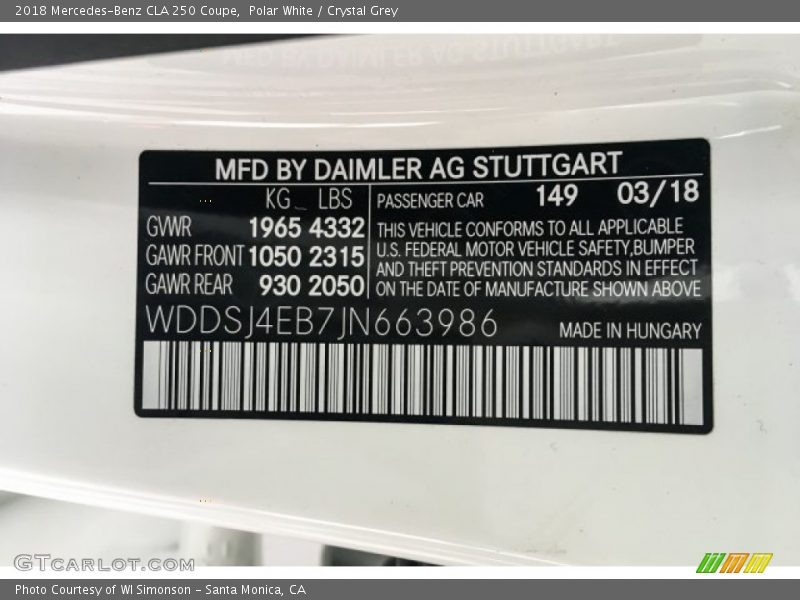 2018 Mercedes-Benz CLA 250 Coupe, Polar White / Crystal Grey
MFD BY DAIMLER AG STUTTGART
KG LBS
GVWR 1965 4332
GAWR FRONT 1050 2315
GAWR REAR 930 2050
PASSENGER CAR 149 03/18
THIS VEHICLE CONFORMS TO ALL APPLICABLE
U.S. FEDERAL MOTOR VEHICLE SAFETY, BUMPER
AND THEFT PREVENTION STANDARDS IN EFFECT
ON THE DATE OF MANUFACTURE SHOWN ABOVE
WDDSJ4EB7JN663986
MADE IN HUNGARY
GTCARLOT.COM
Photo Courtesy of WI Simonson - Santa Monica, CA